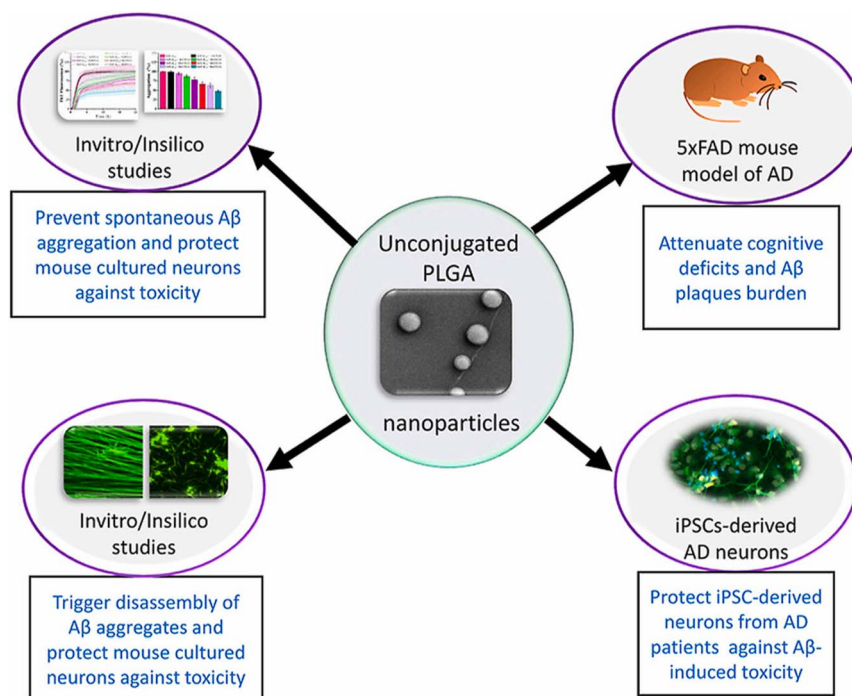 Invitro/Insilico
studies
Prevent spontaneous Aβ
aggregation and protect
mouse cultured neurons
against toxicity
5xFAD mouse
model of AD
Attenuate cognitive
deficits and Aβ
plaques burden
Unconjugated
PLGA
nanoparticles
Invitro/Insilico
studies
Trigger disassembly of
Aβ aggregates and
protect mouse cultured
neurons against toxicity
iPSCs-derived
AD neurons
Protect iPSC-derived
neurons from AD
patients against Aβ-
induced toxicity